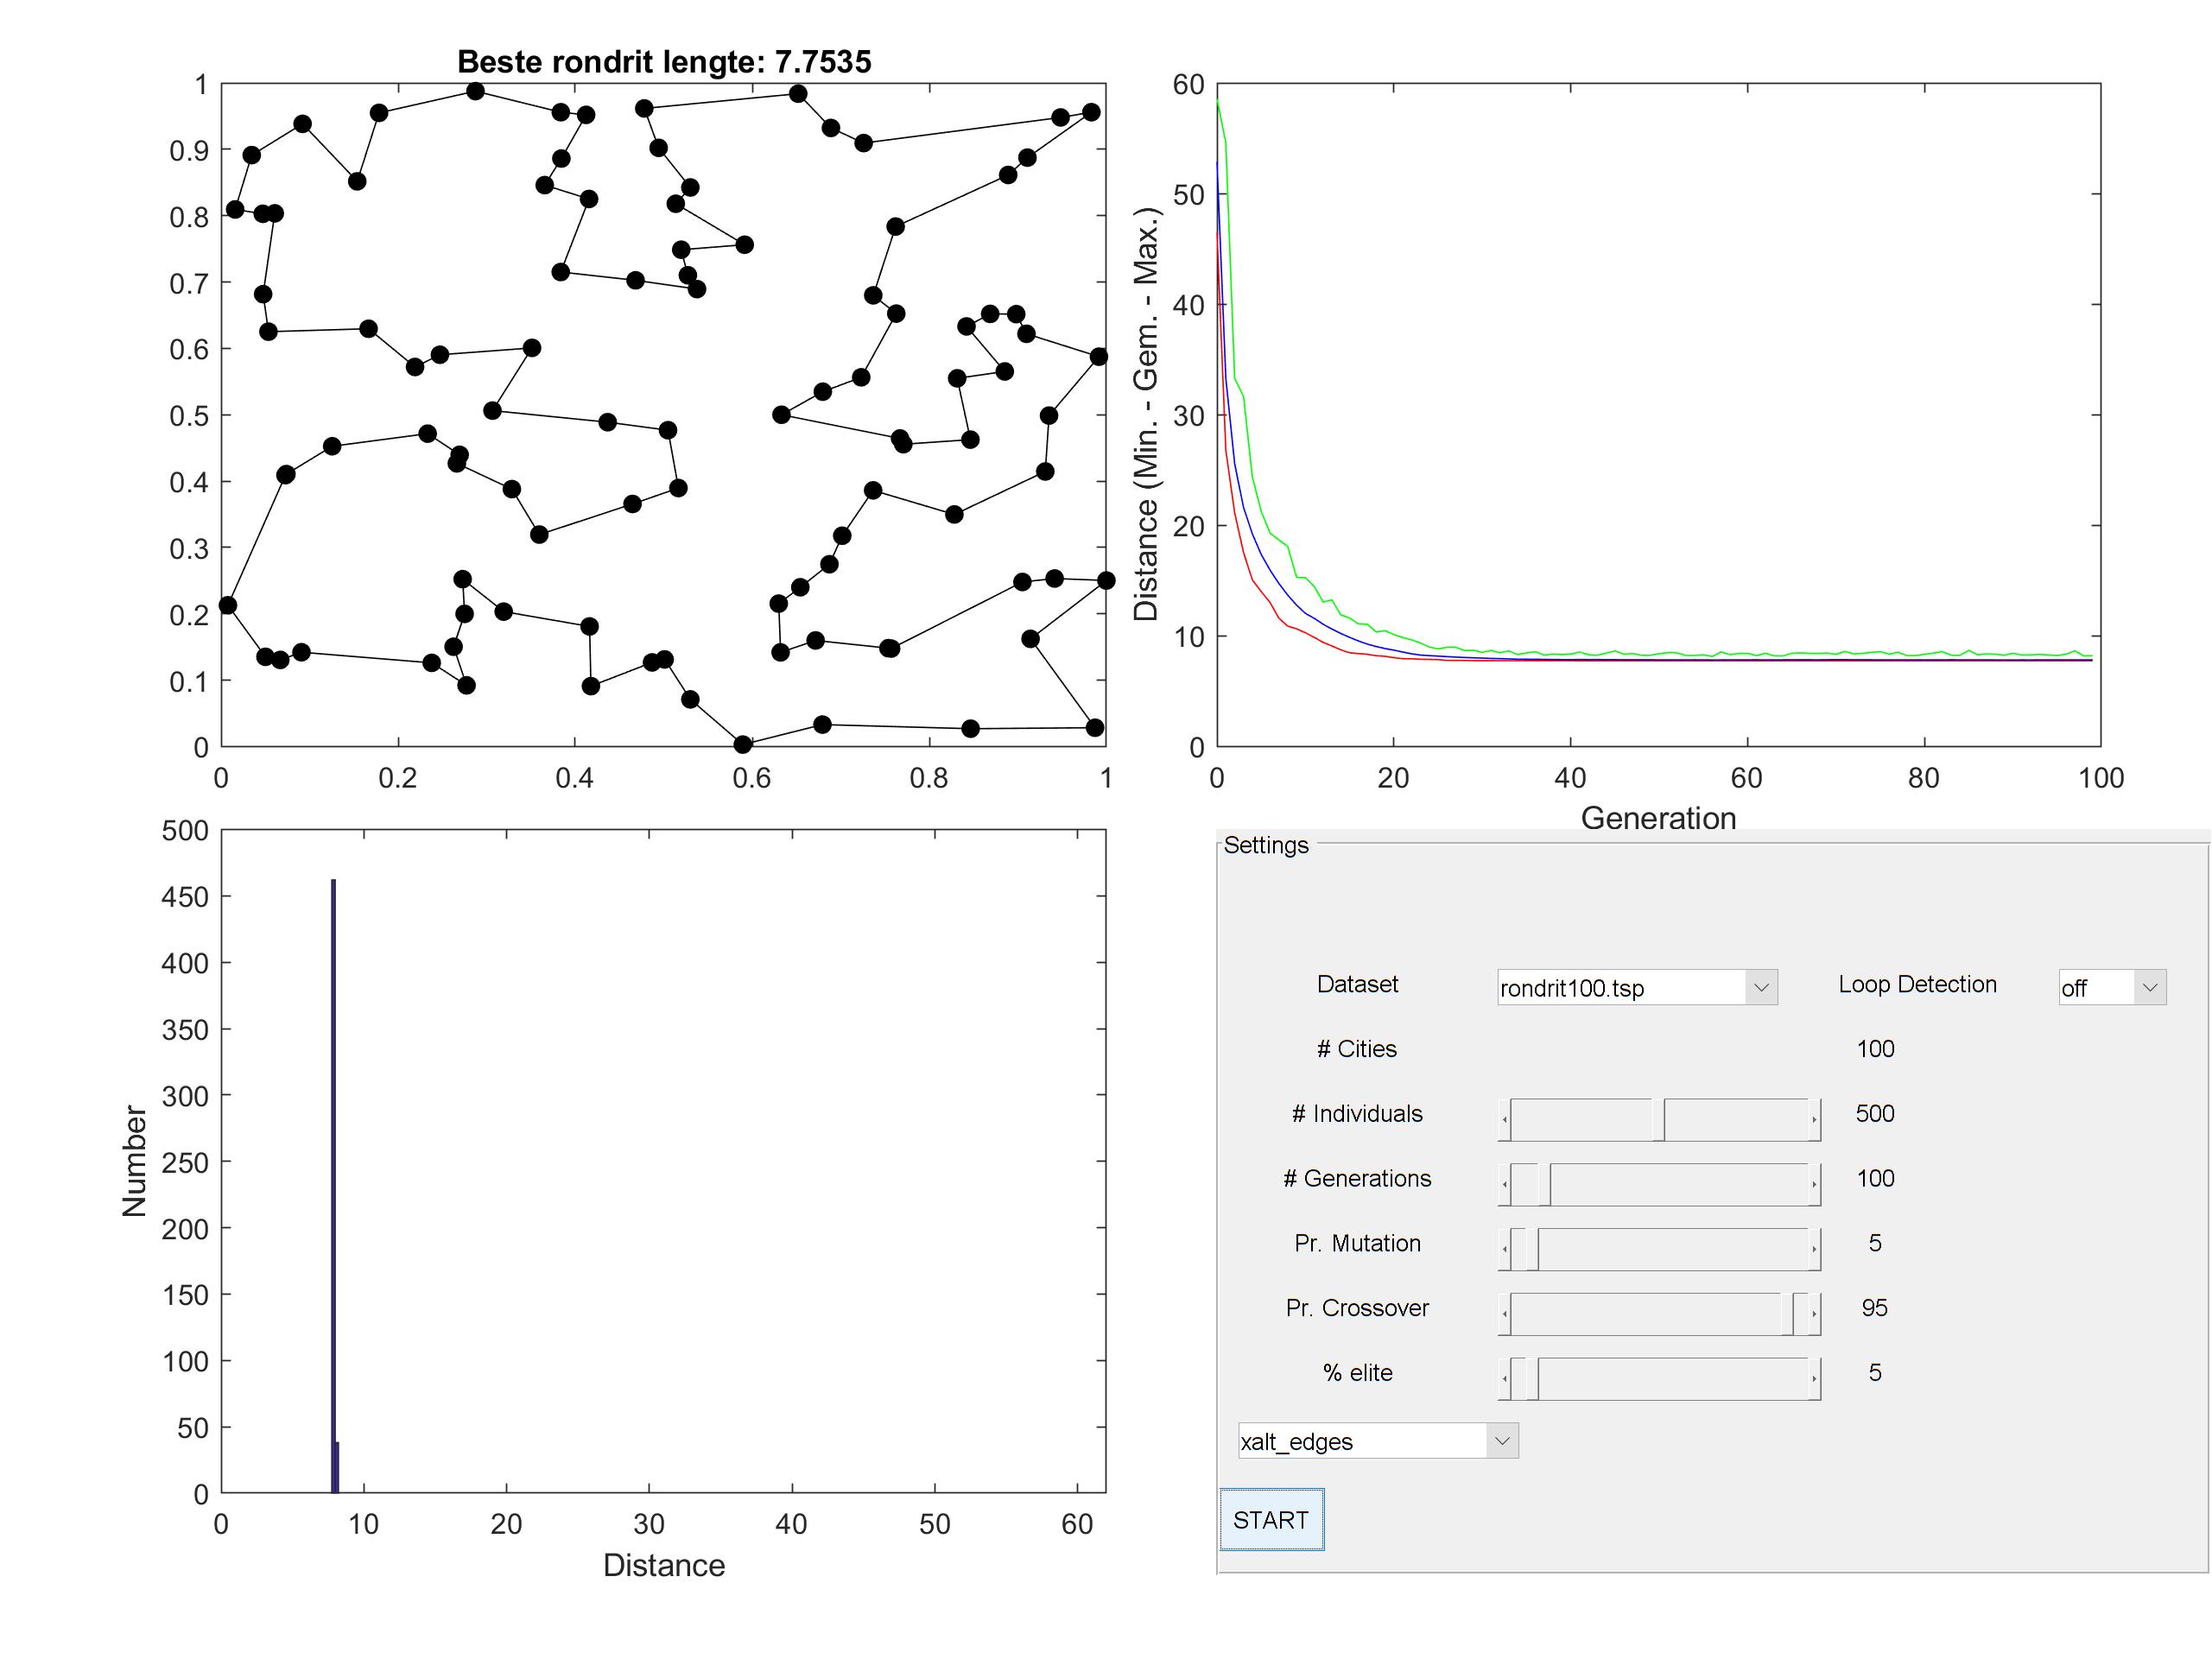 Beste rondrit lengte: 7.7535
1
0.9
0.8
0.7
0.6
0.5
0.4
0.3
0.2
0.1
0
0 0.2 0.4 0.6 0.8 1
Distance (Min. - Gem. - Max.)
60
50
40
30
20
10
0
0 20 40 60 80 100
Generation
Number
500
450
400
350
300
250
200
150
100
50
0
0 10 20 30 40 50 60
Distance
Settings
Dataset rondrit100.tsp Loop Detection off
# Cities 100
# Individuals 500
# Generations 100
Pr. Mutation 5
Pr. Crossover 95
% elite 5
xalt_edges
START